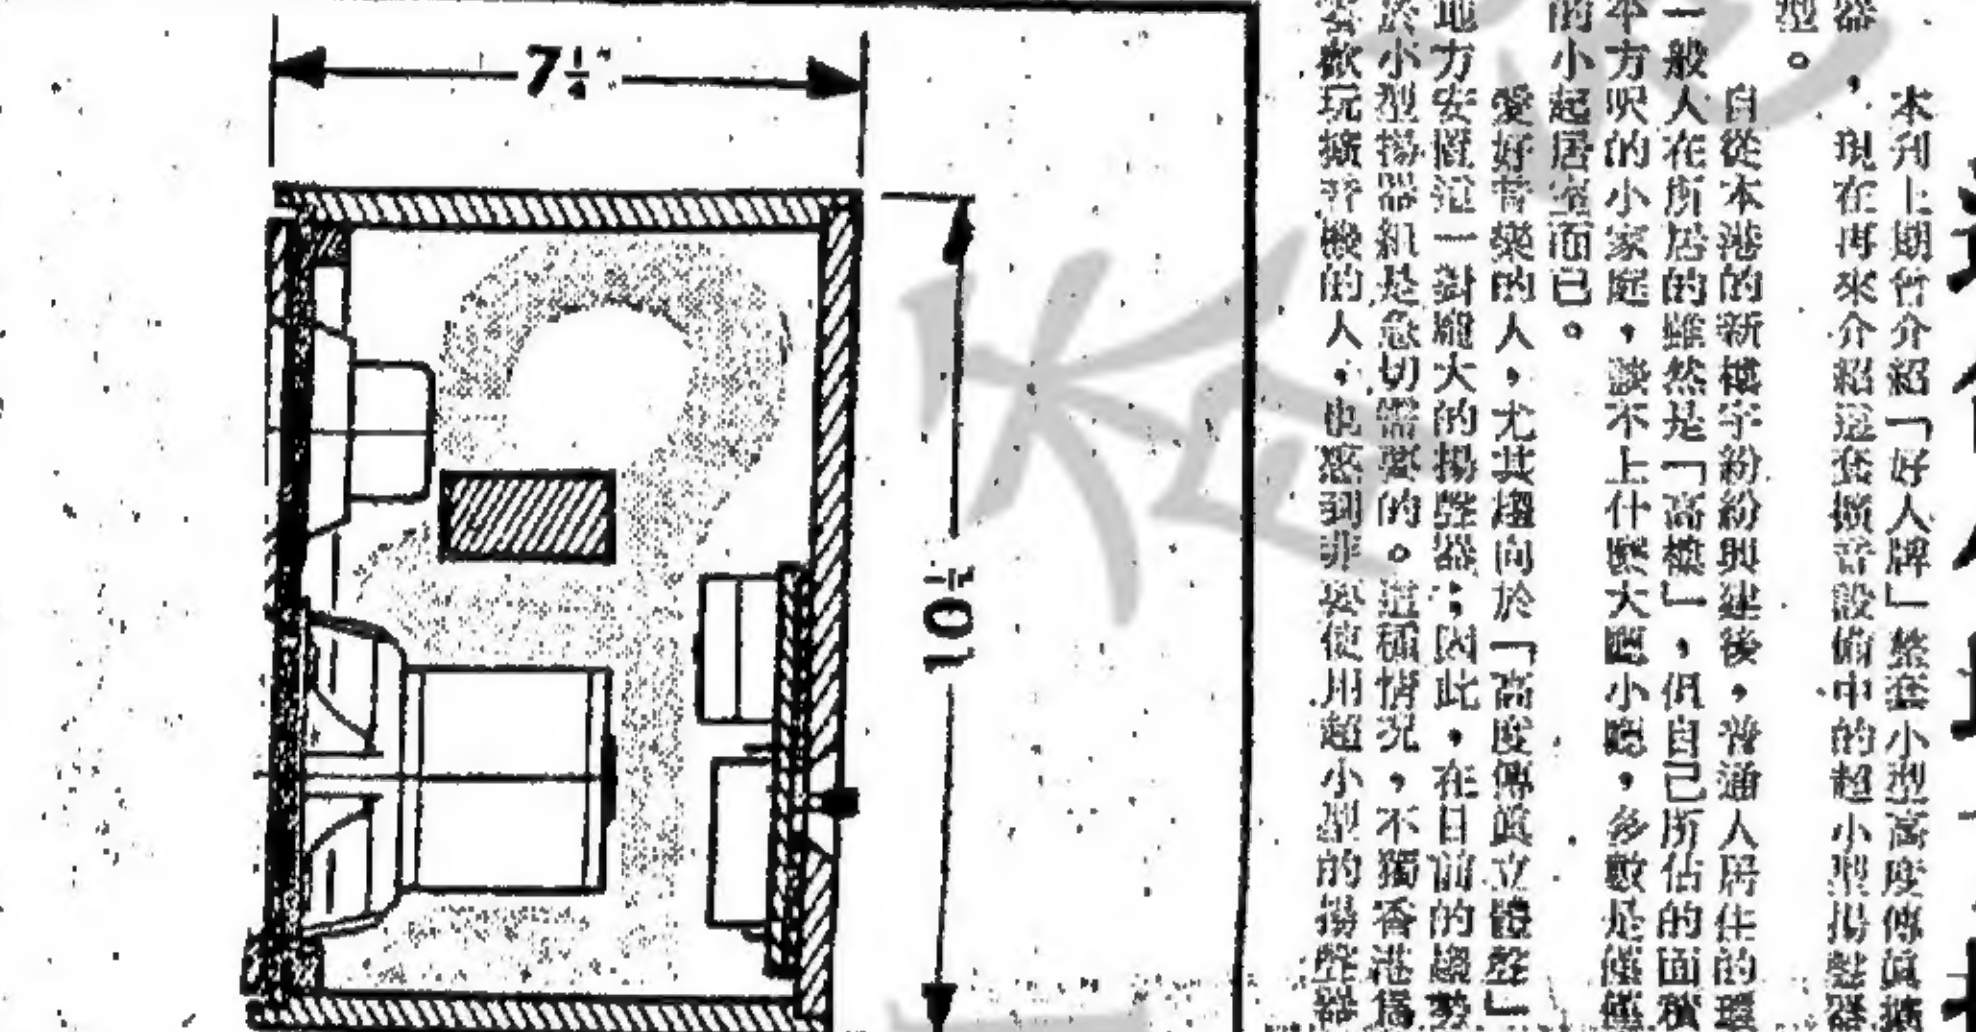 本刊上期曾介紹「好人牌」整套小型高度傳眞擴
器,現在再來介紹這套擴音設備中的超小型揚聲器
型。
自從本港的新樓宇紛紛興建後,普通人居住的環
一般人在所居的雖然是「高樓」,但自己所佔的面積
本方呎的小家庭,談不上什麼大廳小廳,多數是僅僅
的小起居室而已。
愛好音樂的人,尤其趨向於「高度傳眞立體聲」
地方安置這一對龐大的揚聲器;因此,在目前的趨勢
於小型揚聲器組是急切需要的。這種情况,不獨香港爲
喜歡玩擴音機的人,也感到非要使用超小型的揚聲器
7¼"
10½